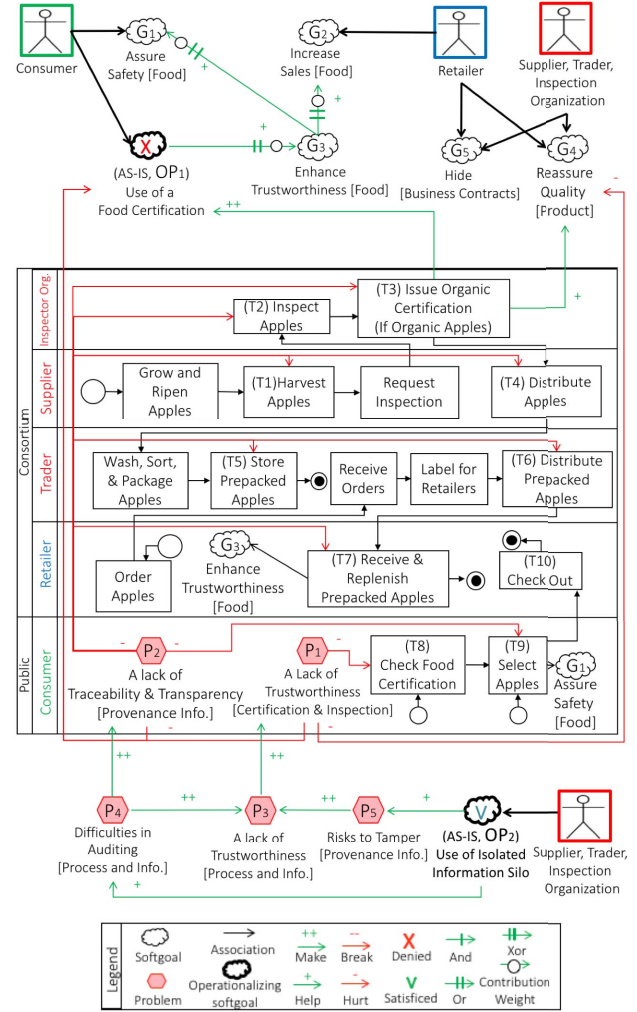 G1
G2
Consumer
Assure
Safety [Food]
Increase
Sales [Food]
Retailer
Supplier, Trader,
Inspection
Organization
+
+
+
+
X
G3
G5
G4
(AS-IS, OP1)
Use of a
Food Certification
Enhance
Trustworthiness [Food]
Hide
[Business Contracts]
Reassure
Quality
[Product]
-
++
+
Consortium
Inspector Org.
(T2) Inspect
Apples
(T3) Issue Organic
Certification
(If Organic Apples)
Supplier
Grow and
Ripen
Apples
(T1)Harvest
Apples
Request
Inspection
(T4) Distribute
Apples
Trader
Wash, Sort,
& Package
Apples
(T5) Store
Prepacked
Apples
Receive
Orders
Label for
Retailers
(T6) Distribute
Prepacked
Apples
Retailer
Order
Apples
G3
Enhance
Trustworthiness
[Food]
(T7) Receive &
Replenish
Prepacked Apples
(T10)
Check Out
Public
Consumer
- P2 -
A lack of
Traceability & Transparency
[Provenance Info.]
P1 -
A Lack of
Trustworthiness
[Certification & Inspection]
(T8)
Check Food
Certification
(T9)
Select
Apples
G1
Assure
Safety
[Food]
- - -
++
++
P4
++
P3
++
P5
+
V
Difficulties in
Auditing
[Process and Info.]
A lack of
Trustworthiness
[Process and Info.]
Risks to Tamper
[Provenance Info.]
(AS-IS, OP2)
Use of Isolated
Information Silo
Supplier, Trader,
Inspection
Organization
+
Legend
Softgoal
Association
++
Make
--
Break
X
Denied
And
Xor
Problem
Operationalizing
softgoal
+
Help
-
Hurt
V
Satisficed
Or
Contribution
Weight